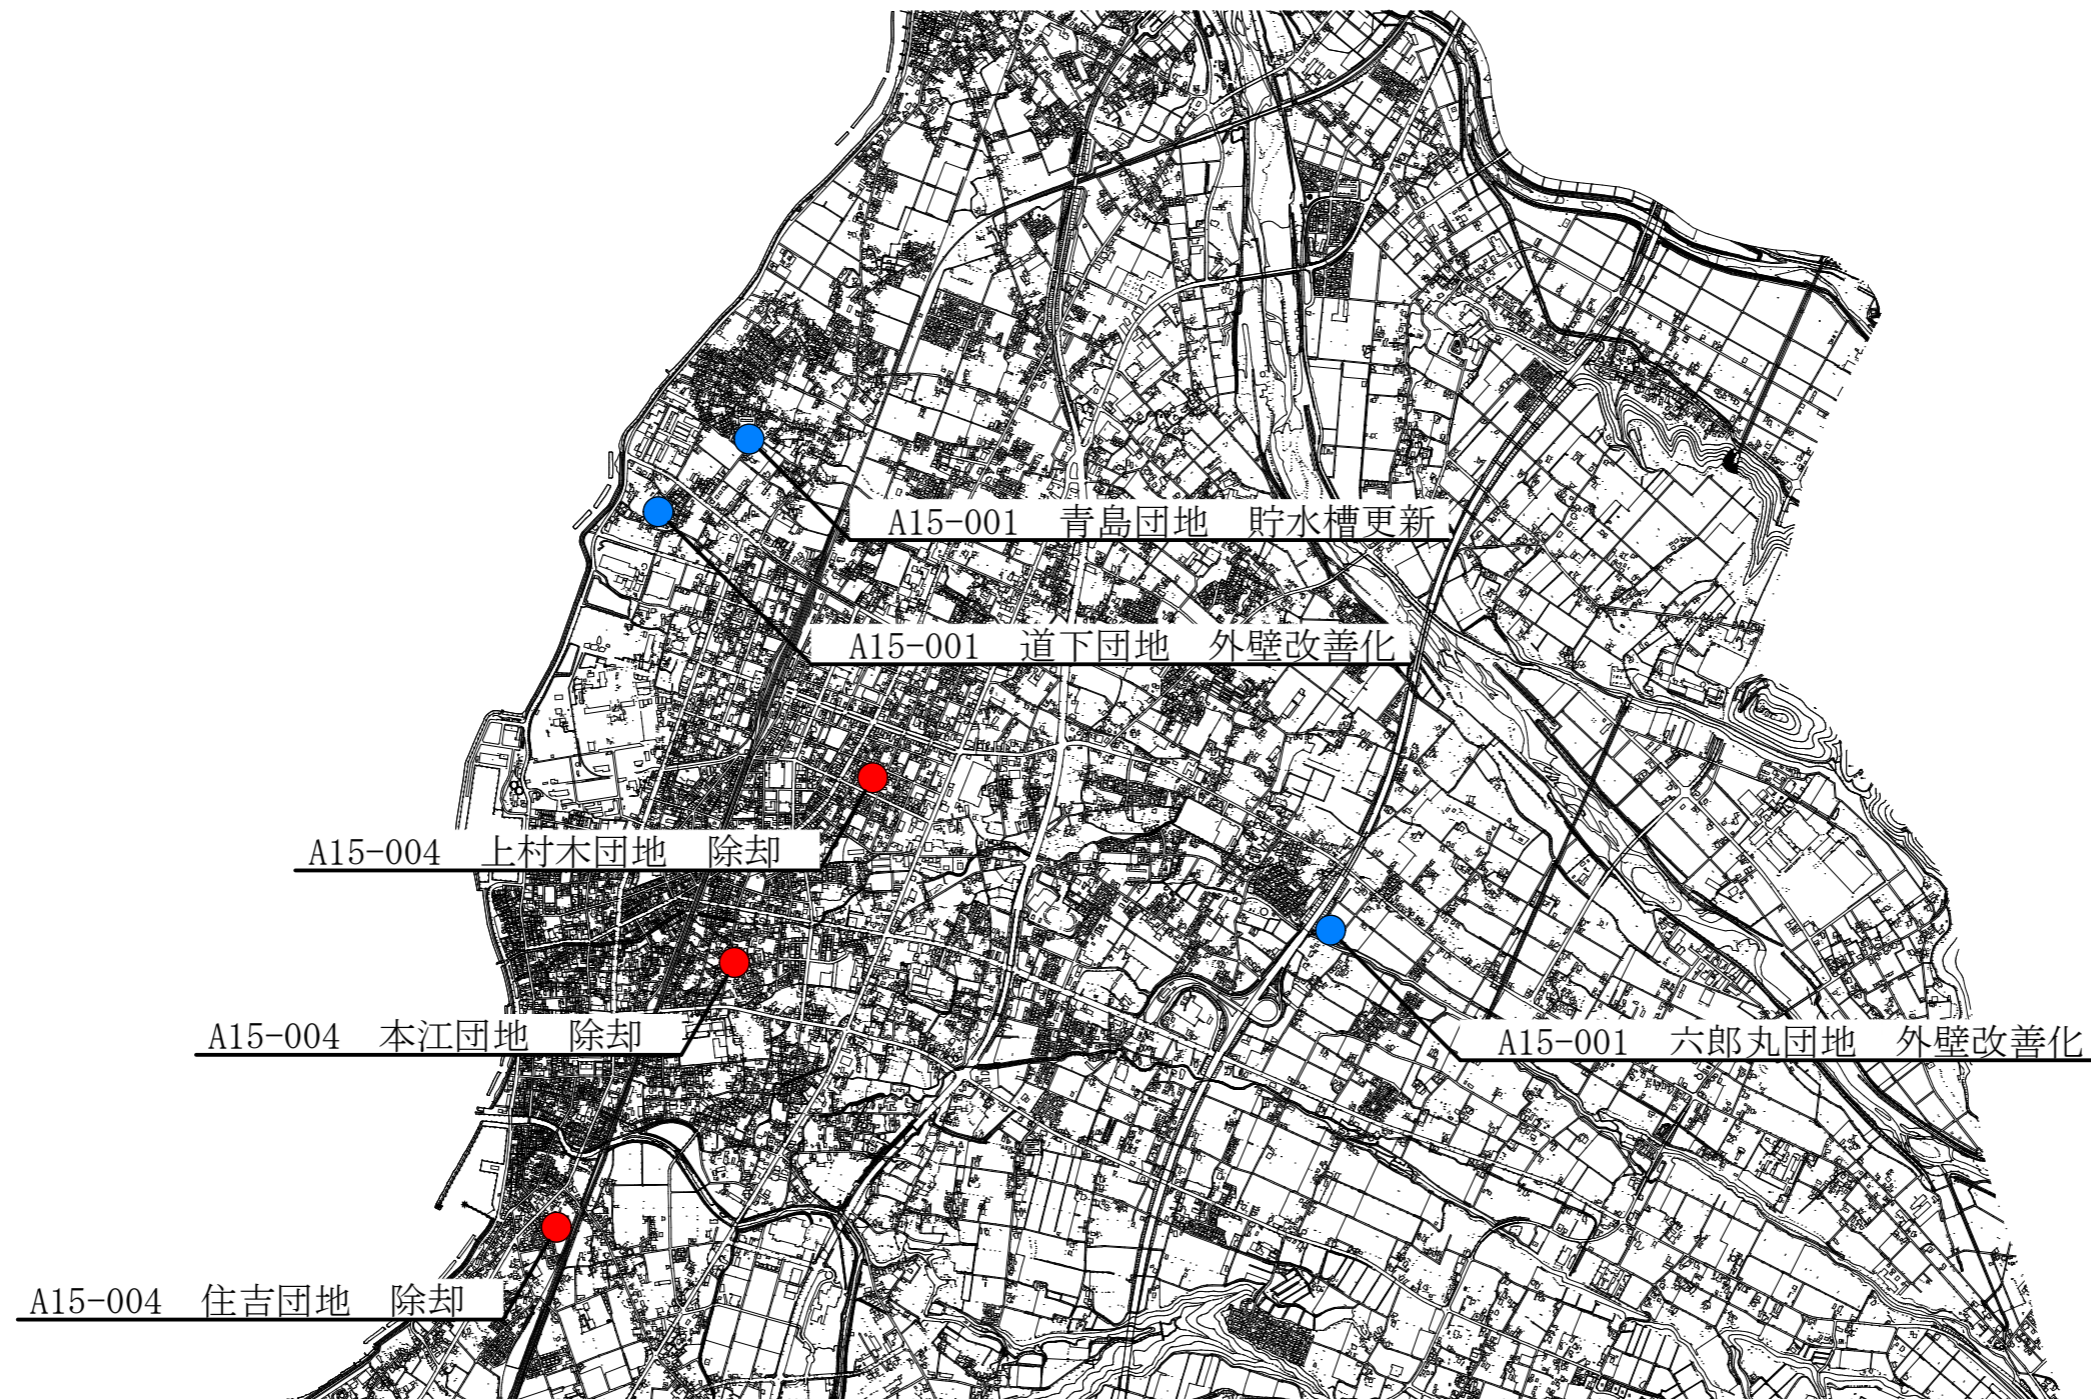 A15-001　青島団地　貯水槽更新
A15-001　道下団地　外壁改善化
A15-004　上村木団地　除却
A15-004　本江団地　除却
A15-001　六郎丸団地　外壁改善化
A15-004　住吉団地　除却